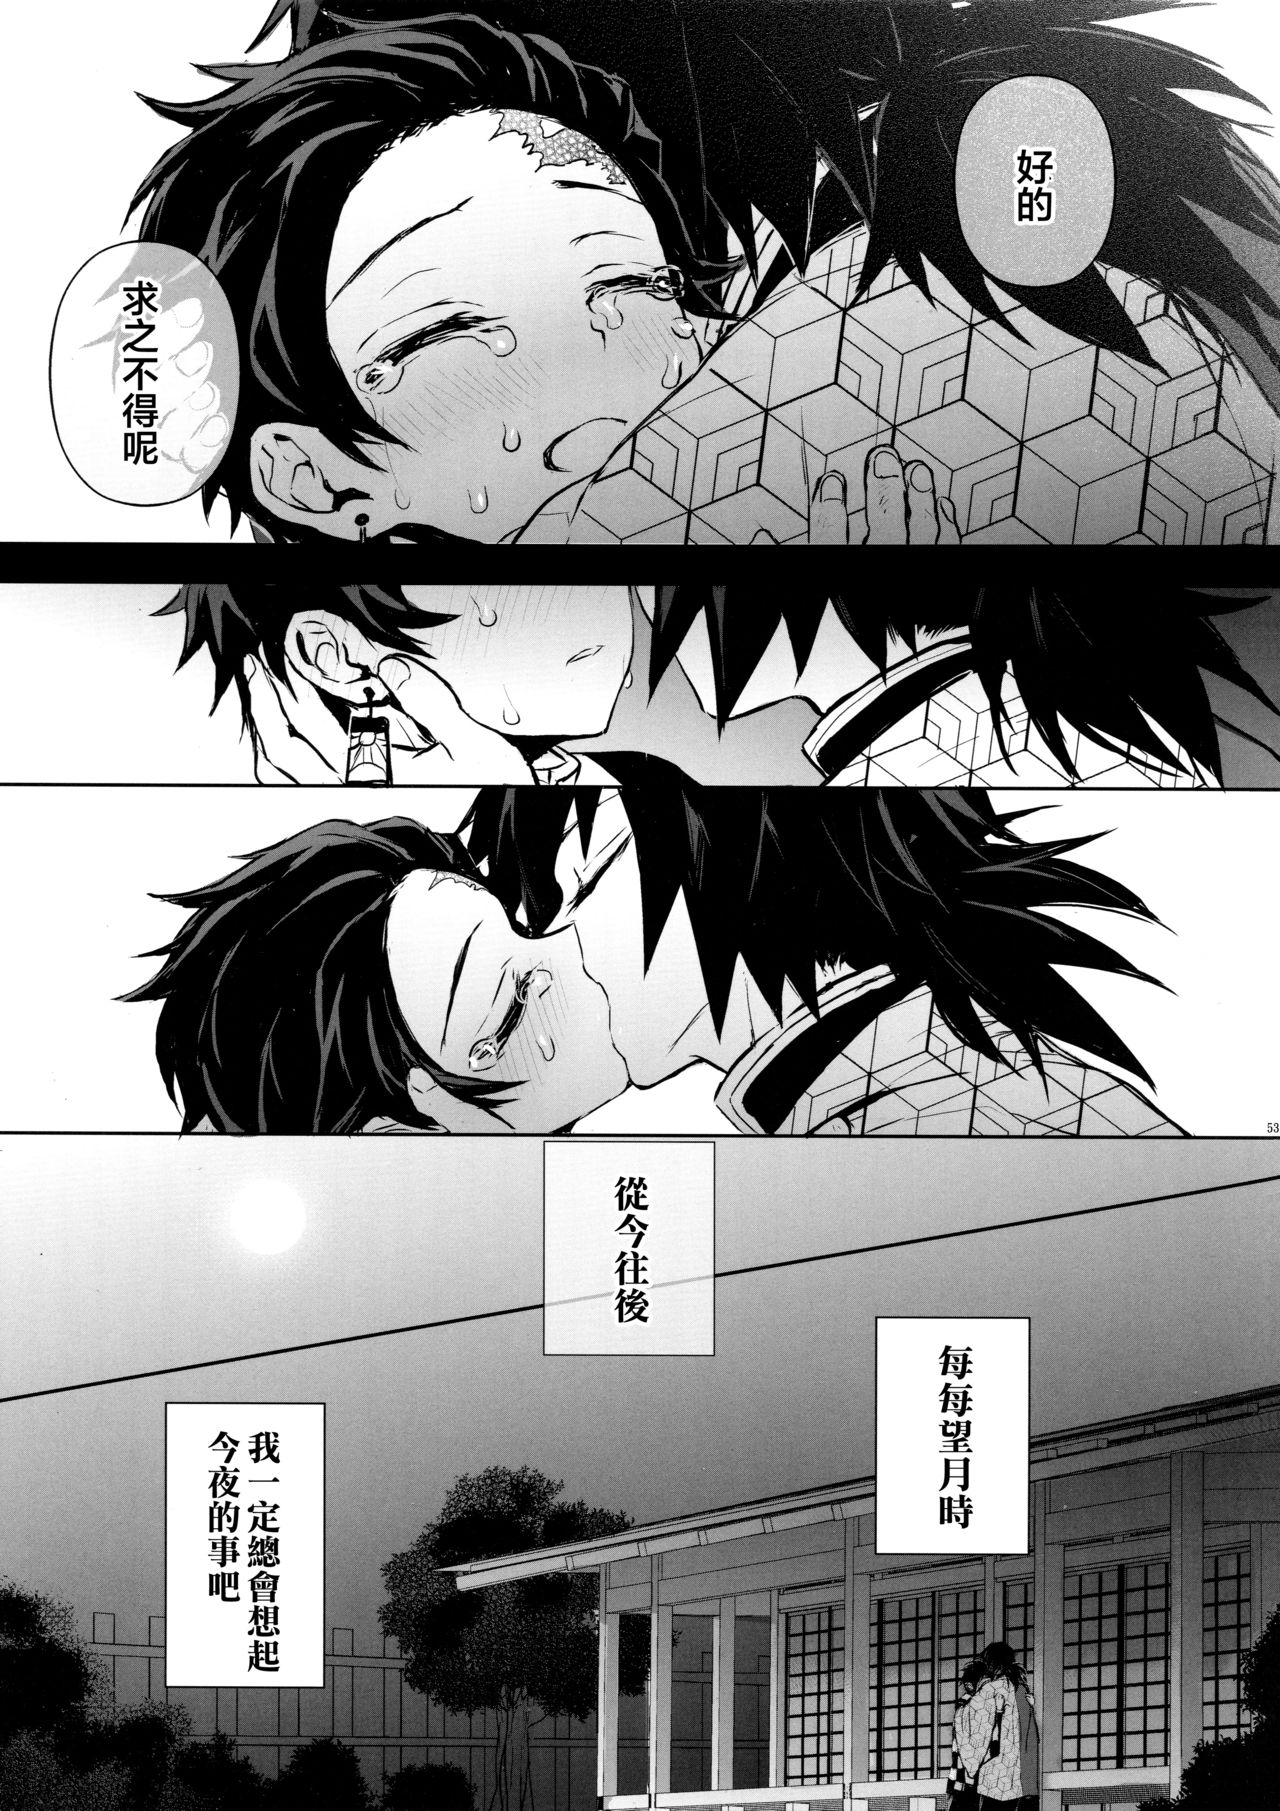 好的
求之不得呢
53
從今往後
每每望月時
我一定總會想起
今夜的事吧